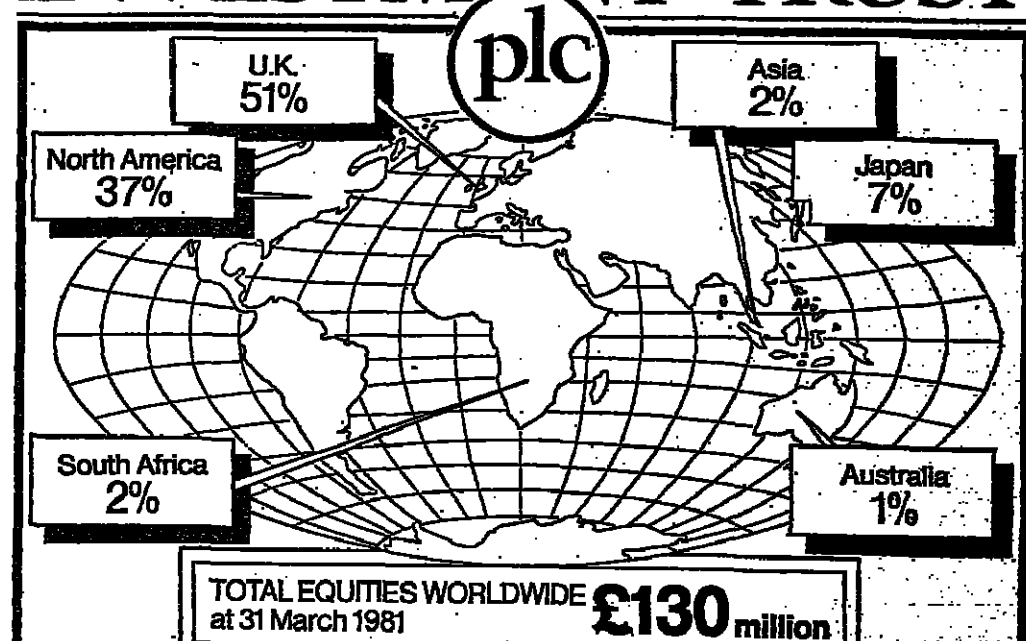 TRUST
plc
U.K.
51%
Asia
2%
North America
37%
Japan
7%
South Africa
2%
Australia
1%
TOTAL EQUITIES WORLDWIDE £130 million
at 31 March 1981